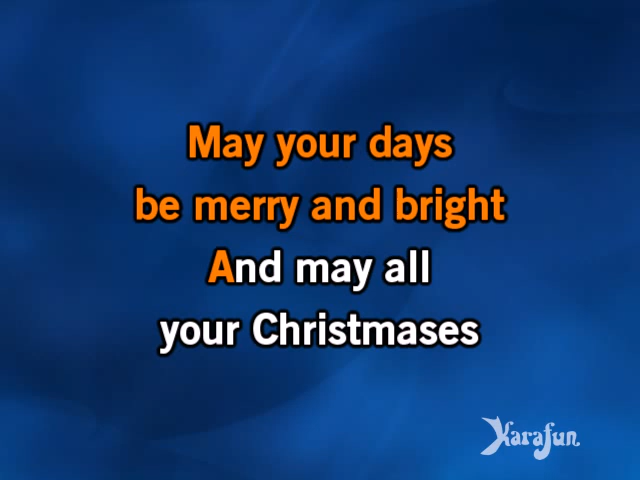 May your days
be merry and bright
And may all
your Christmases
Karafun